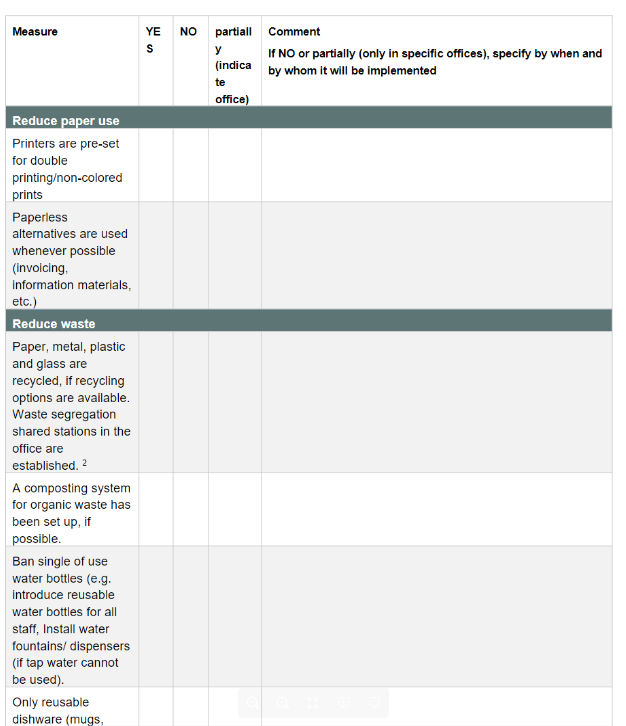 Measure
YE
S
NO
partiall
y
(indica
te
office)
Comment
If NO or partially (only in specific offices), specify by when and
by whom it will be implemented
Reduce paper use
Printers are pre-set
for double
printing/non-colored
prints
Paperless
alternatives are used
whenever possible
(invoicing,
information materials,
etc.)
Reduce waste
Paper, metal, plastic
and glass are
recycled, if recycling
options are available.
Waste segregation
shared stations in the
office are
established. 2
A composting system
for organic waste has
been set up, if
possible.
Ban single of use
water bottles (e.g.
introduce reusable
water bottles for all
staff, Install water
fountains/ dispensers
(if tap water cannot
be used).
Only reusable
dishware (mugs,